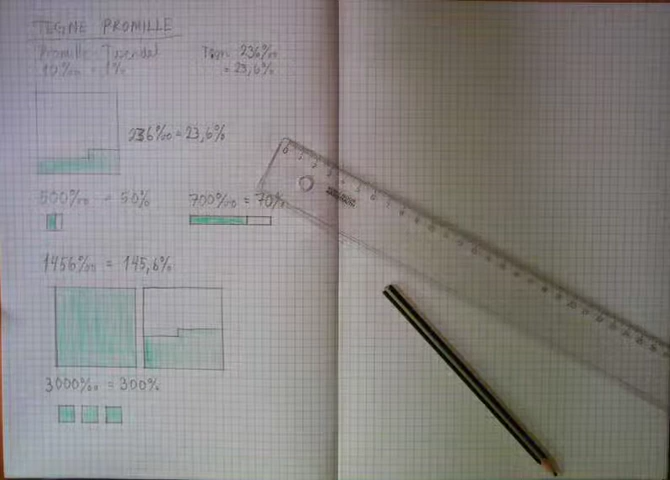 TEGNE PROMILLE
Promille Tusendel
10‰ = 1%
Tegn 236‰
= 23,6%
236‰ = 23,6%
500‰ = 50%
700‰ = 70%
1456‰ = 145,6%
3000‰ = 300%